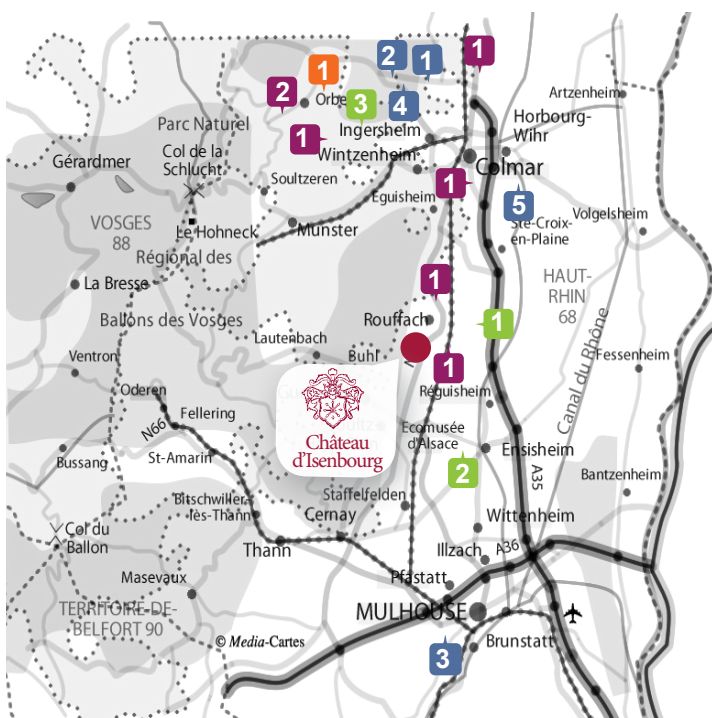 1
2
1
1
2
1
Orbe
3
4
Artzenheim
Parc Naturel
1
Ingersheim
Horbourg-
Wihr
Gérardmer
Col de la
Schlucht
Wintzenheim
Colmar
Soultzeren
1
Eguisheim
5
VOSGES
88
Le Hohneck
Munster
Ste-Croix-
en-Plaine
Volgelsheim
Régional des
La Bresse
1
HAUT-
RHIN
68
Ballons des Vosges
Rouffach
1
Lautenbach
Buhl
Ventron
1
Fessenheim
Canal du Rhône
Oderen
Réguisheim
N66
Fellering
Château
d'Isenbourg
Ecomusée
d'Alsace
Ensisheim
St-Amarin
Bussang
2
A35
Bantzenheim
Bitschwiller-
lès-Thann
Staffelfelden
Cernay
Wittenheim
Col du
Ballon
Thann
Illzach
A36
Masevaux
Pfastatt
TERRITOIRE-DE-
BELFORT 90
MULHOUSE
© Media-Cartes
3
Brunstatt